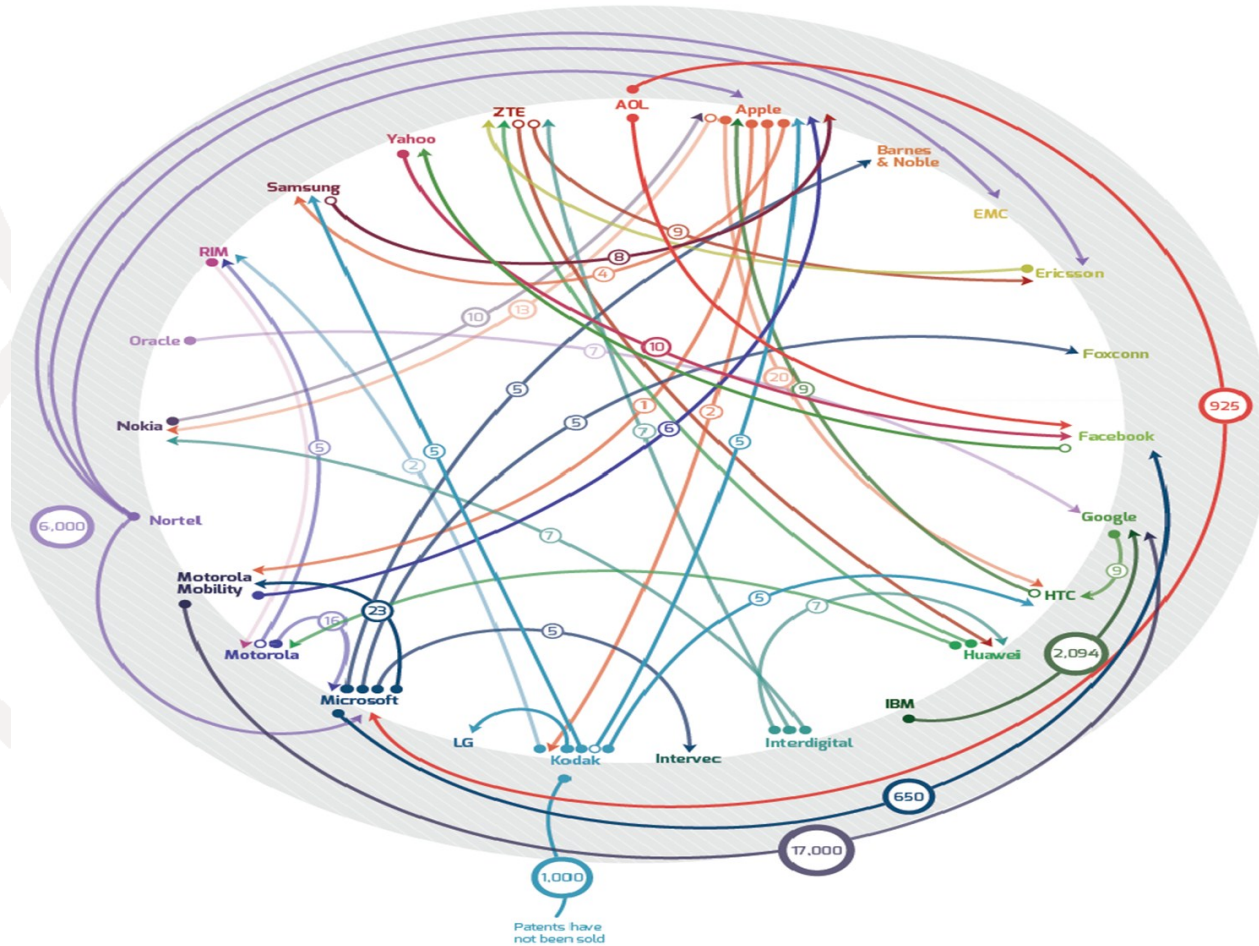 AOL
ZTE
Apple
Yahoo
Barnes
& Noble
Samsung
EMC
9
RIM
8
Ericsson
4
13
10
Oracle
7
10
Foxconn
20
9
5
1
2
925
5
7
6
Nokia
Facebook
5
5
5
2
6,000
Nortel
Google
7
9
Motorola
Mobility
HTC
5
7
23
16
5
Motorola
Huawei
2,094
Microsoft
IBM
LG
Kodak
Intervec
Interdigital
650
17,000
1,000
Patents have
not been sold